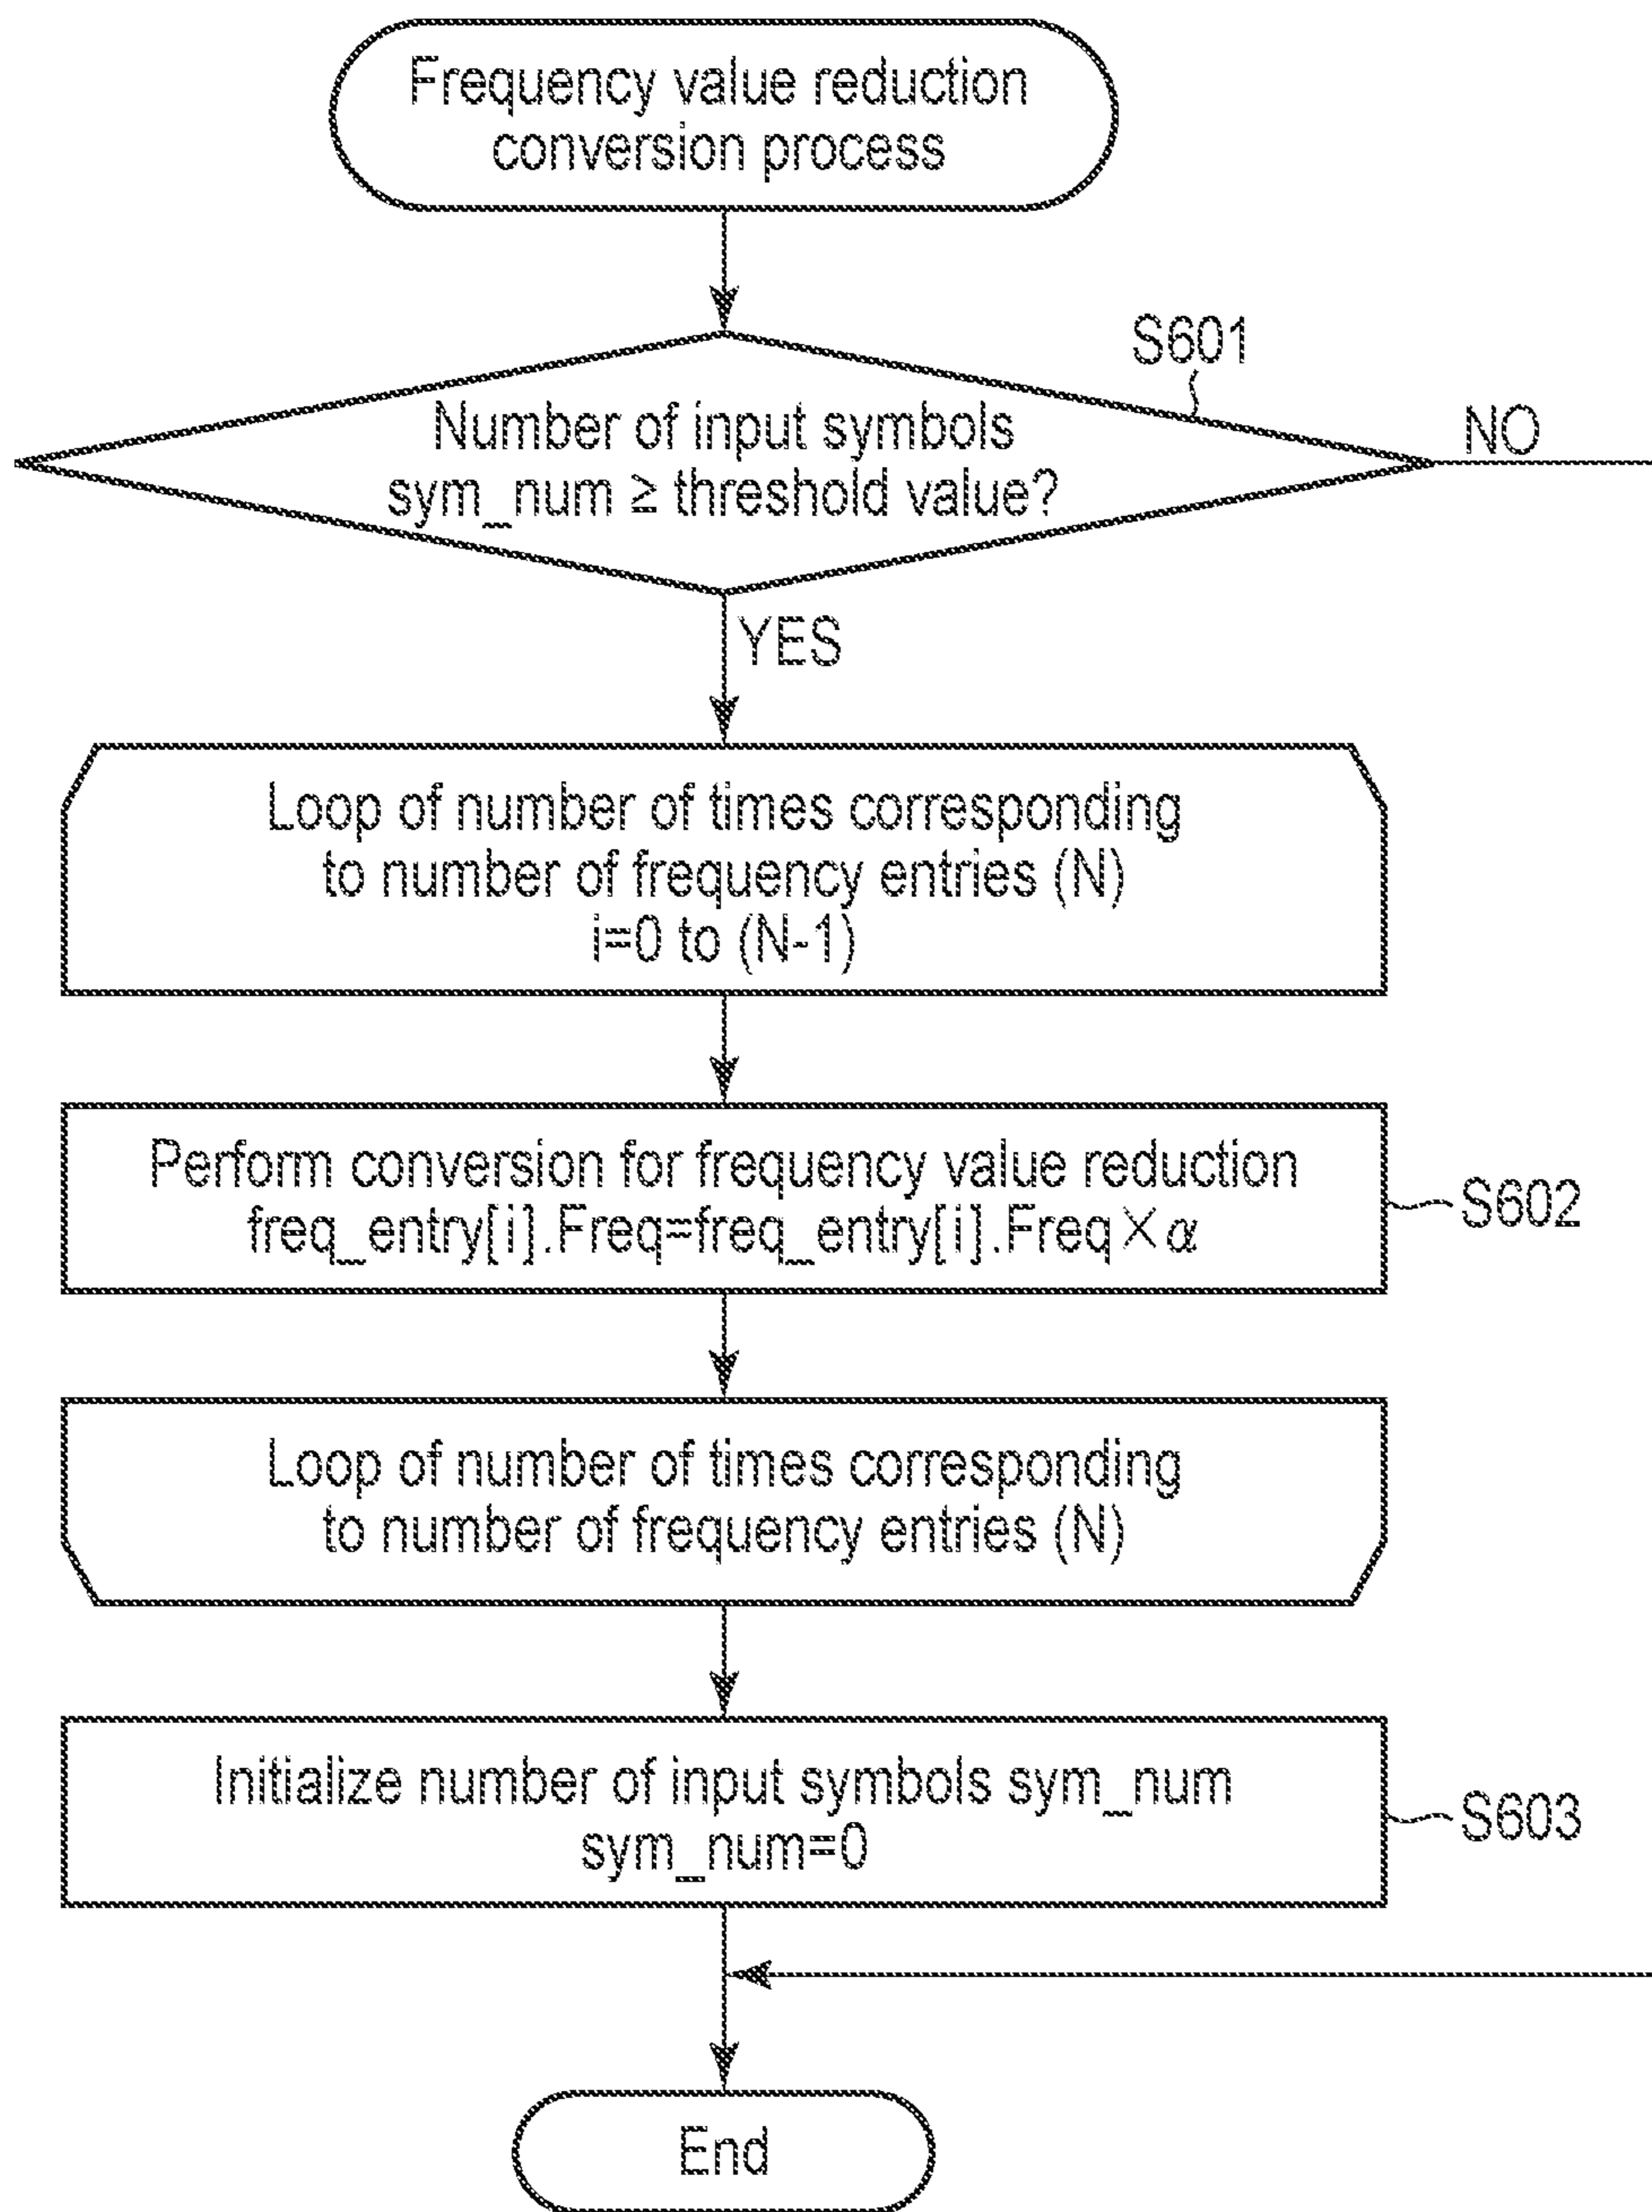 Frequency value reduction
conversion process
S601
Number of input symbols
sym_num ≧ threshold value?
NO
YES
Loop of number of times corresponding
to number of frequency entries (N)
i=0 to (N-1)
Perform conversion for frequency value reduction
freq_entry[i].Freq=freq_entry[i].Freq×α
S602
Loop of number of times corresponding
to number of frequency entries (N)
Initialize number of input symbols sym_num
sym_num=0
S603
End